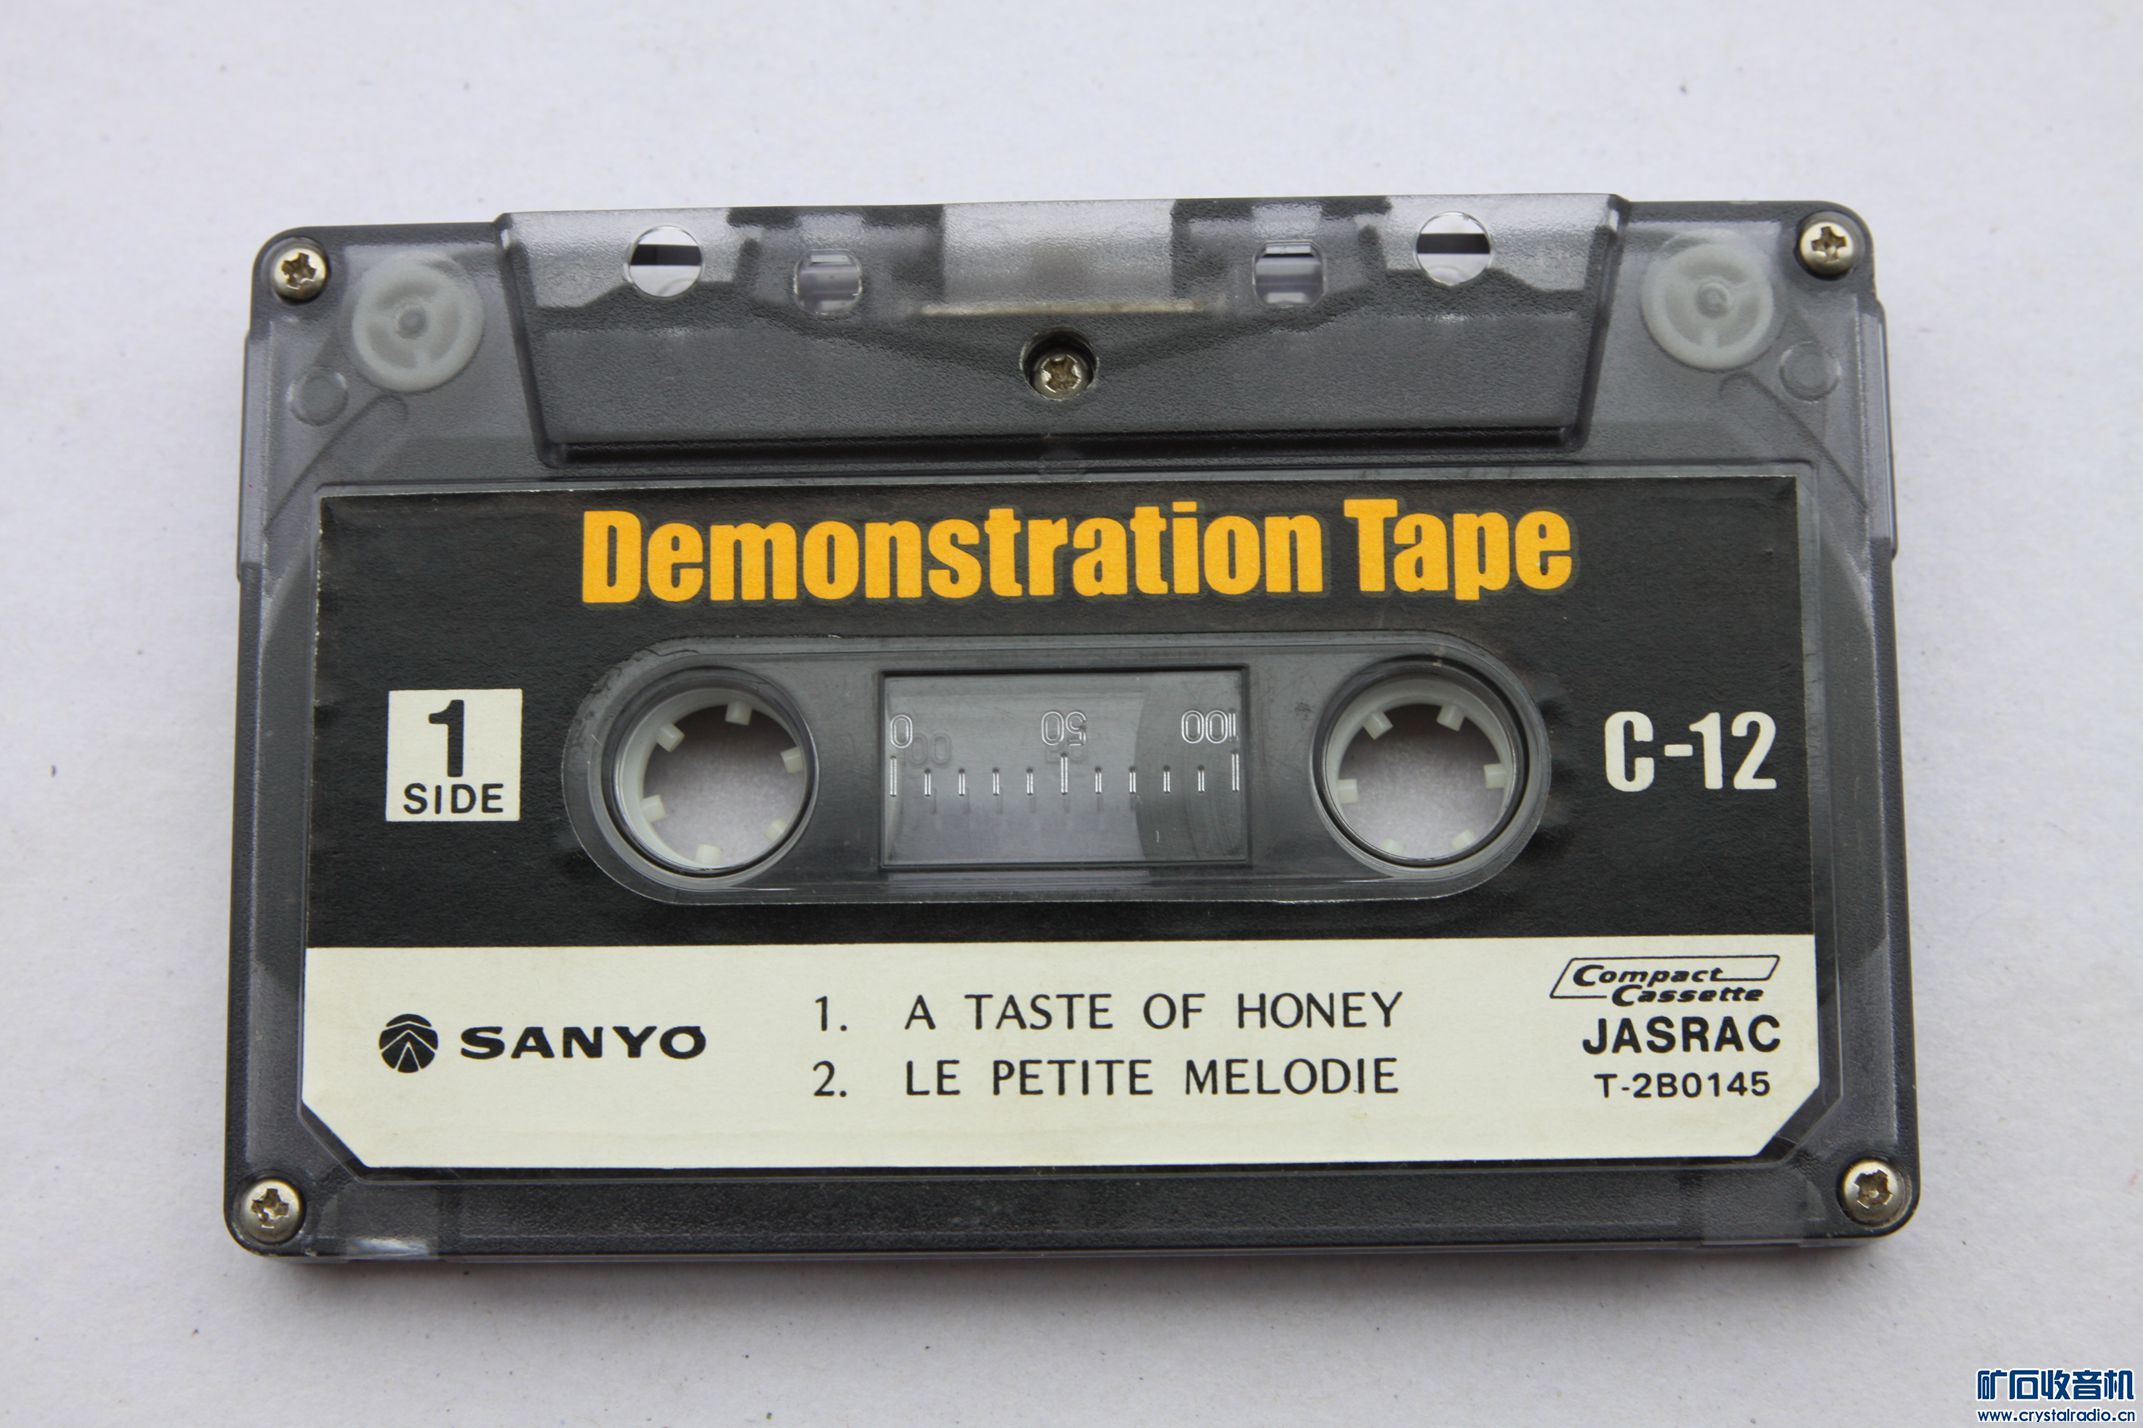 Demonstration Tape
0 50 100
1
SIDE
C-12
Compact
Cassette
SANYO
1. A TASTE OF HONEY
2. LE PETITE MELODIE
JASRAC
T-2B0145
矿石收音机
www.crystalradio.cn